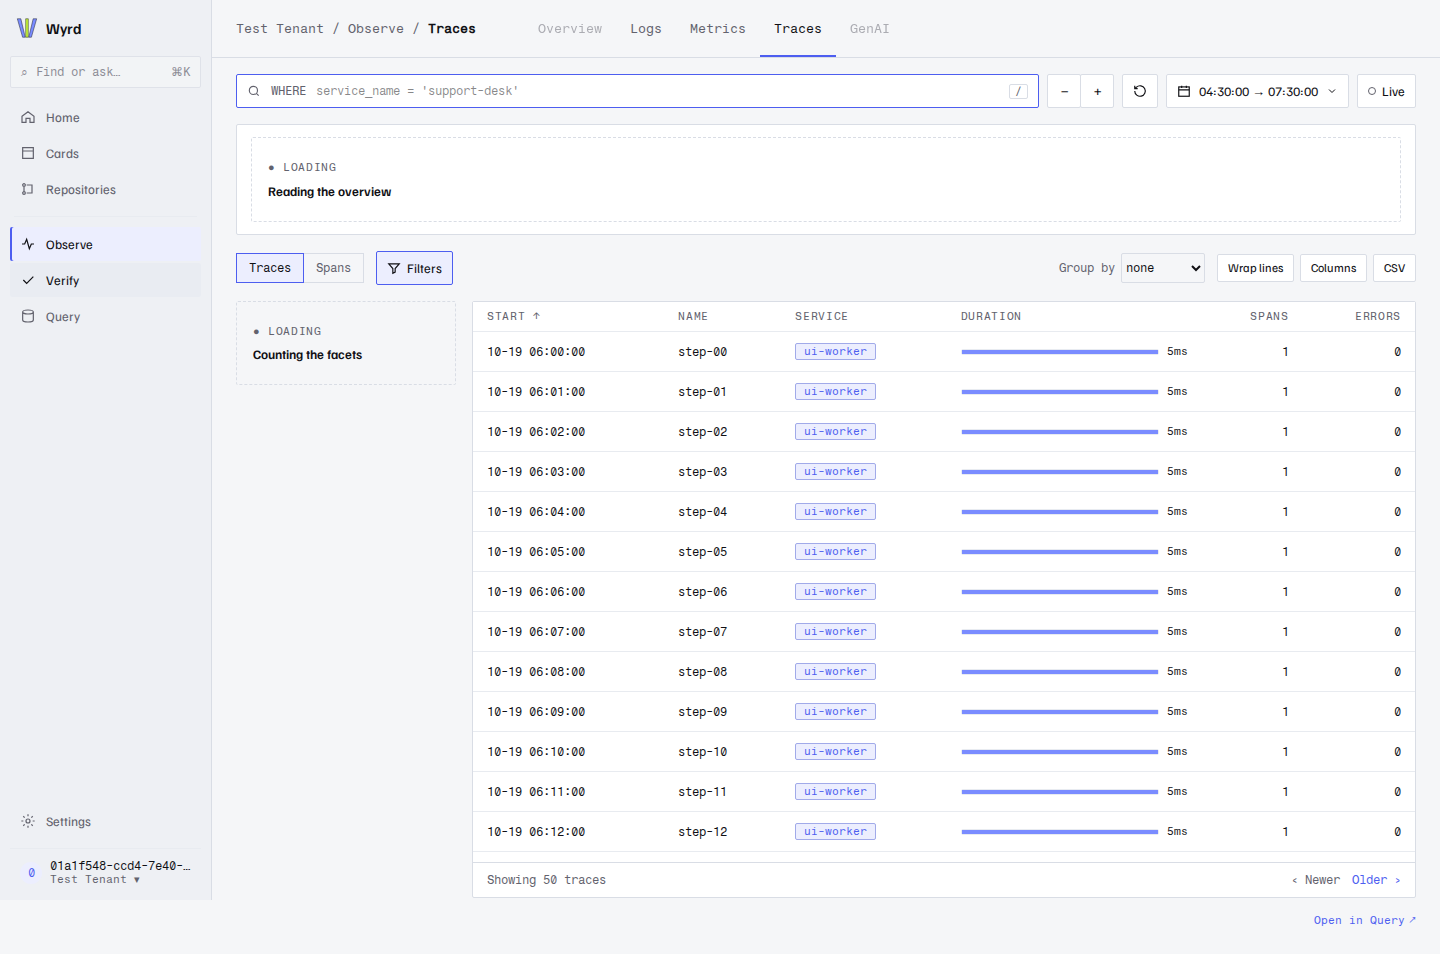 Wyrd
Find or ask… ⌘K
Home
Cards
Repositories
Observe
Verify
Query
Settings
0 01a1f548-ccd4-7e40-…
Test Tenant ▾
Test Tenant / Observe / Traces
Overview Logs Metrics Traces GenAI
WHERE service_name = 'support-desk' /
− + 04:30:00 → 07:30:00 Live
● LOADING
Reading the overview
Traces Spans Filters
Group by none Wrap lines Columns CSV
● LOADING
Counting the facets
START ↑ NAME SERVICE DURATION SPANS ERRORS
10-19 06:00:00 step-00 ui-worker 5ms 1 0
10-19 06:01:00 step-01 ui-worker 5ms 1 0
10-19 06:02:00 step-02 ui-worker 5ms 1 0
10-19 06:03:00 step-03 ui-worker 5ms 1 0
10-19 06:04:00 step-04 ui-worker 5ms 1 0
10-19 06:05:00 step-05 ui-worker 5ms 1 0
10-19 06:06:00 step-06 ui-worker 5ms 1 0
10-19 06:07:00 step-07 ui-worker 5ms 1 0
10-19 06:08:00 step-08 ui-worker 5ms 1 0
10-19 06:09:00 step-09 ui-worker 5ms 1 0
10-19 06:10:00 step-10 ui-worker 5ms 1 0
10-19 06:11:00 step-11 ui-worker 5ms 1 0
10-19 06:12:00 step-12 ui-worker 5ms 1 0
Showing 50 traces ‹ Newer Older ›
Open in Query ↗